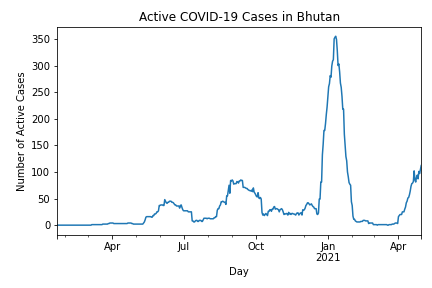 Active COVID-19 Cases in Bhutan
Number of Active Cases
350
300
250
200
150
100
50
0
Apr
Jul
Oct
Jan
2021
Apr
Day